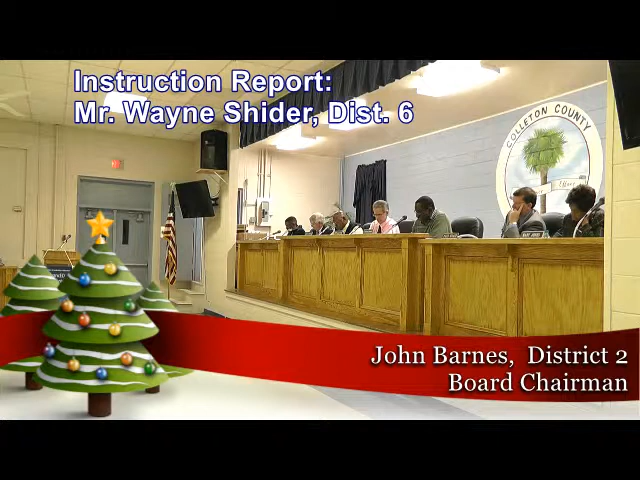 Instruction Report:
Mr. Wayne Shider, Dist. 6
COLLETON COUNTY
John Barnes, District 2
Board Chairman